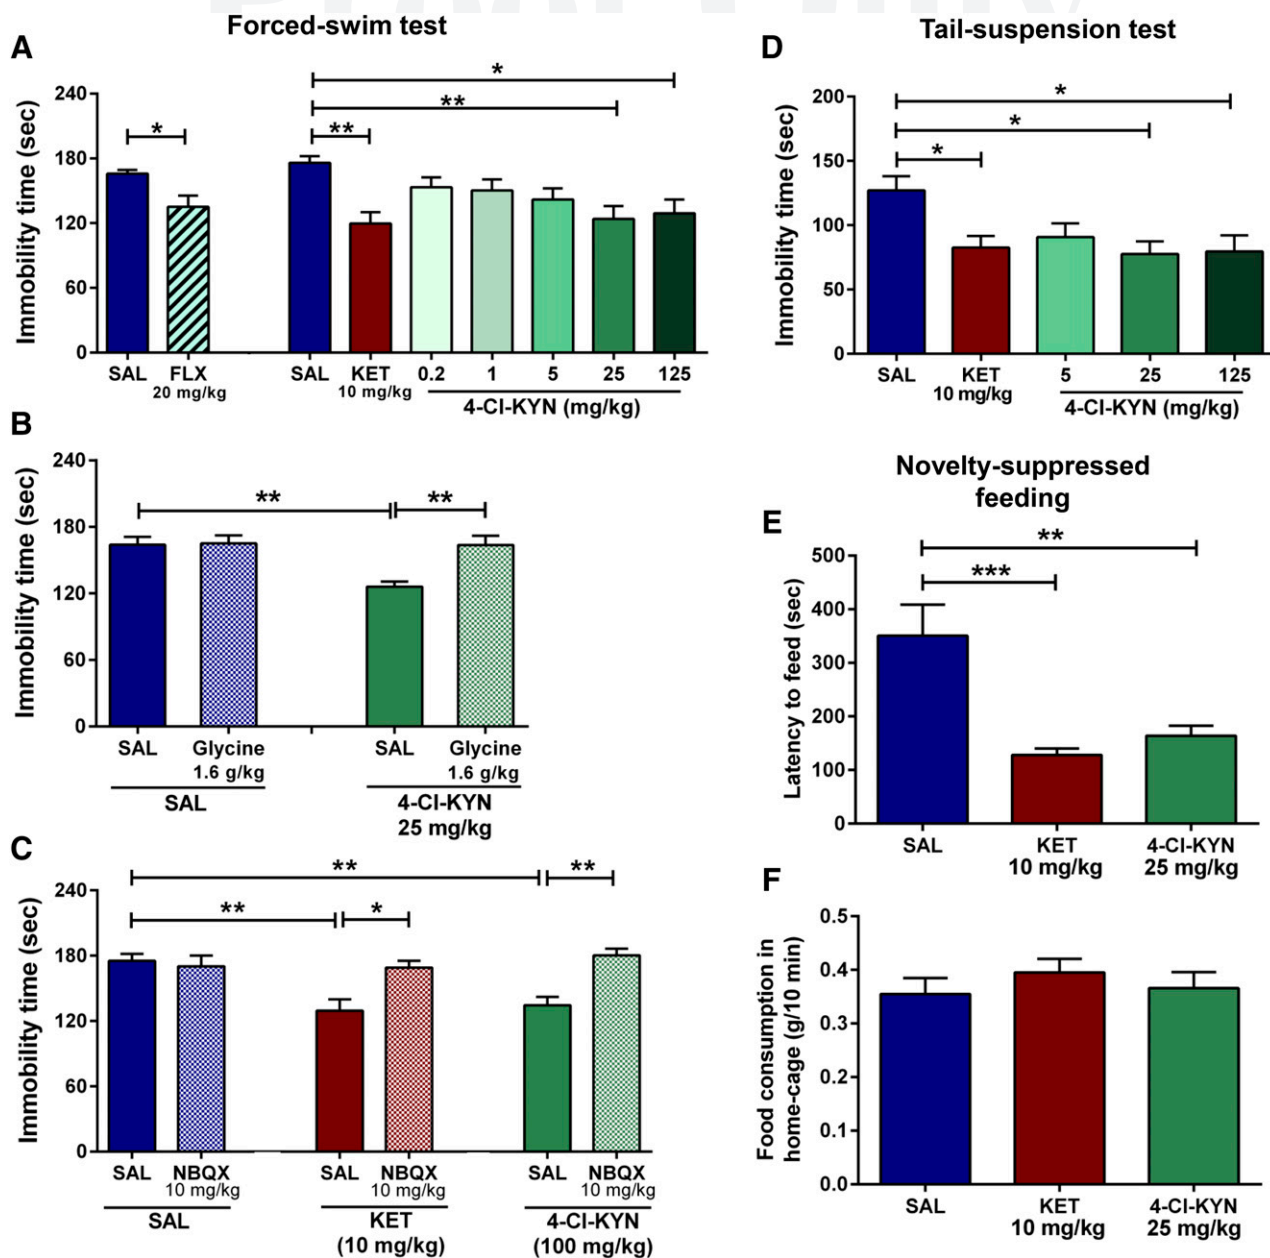 Forced-swim test
A
Immobility time (sec)
240
180
120
60
0
*
**
**
*
SAL FLX SAL KET 0.2 1 5 25 125
20 mg/kg 10 mg/kg
4-Cl-KYN (mg/kg)
B
Immobility time (sec)
240
180
120
60
0
** **
SAL Glycine SAL Glycine
1.6 g/kg 1.6 g/kg
SAL 4-Cl-KYN
25 mg/kg
C
Immobility time (sec)
240
180
120
60
0
** **
** *
SAL NBQX SAL NBQX SAL NBQX
10 mg/kg 10 mg/kg 10 mg/kg
SAL KET 4-Cl-KYN
(10 mg/kg) (100 mg/kg)
Tail-suspension test
D
Immobility time (sec)
200
150
100
50
0
*
*
*
SAL KET 5 25 125
10 mg/kg 4-Cl-KYN (mg/kg)
Novelty-suppressed
feeding
E
Latency to feed (sec)
500
400
300
200
100
0
**
***
SAL KET 4-Cl-KYN
10 mg/kg 25 mg/kg
F
Food consumption in
home-cage (g/10 min)
0.5
0.4
0.3
0.2
0.1
0.0
SAL KET 4-Cl-KYN
10 mg/kg 25 mg/kg